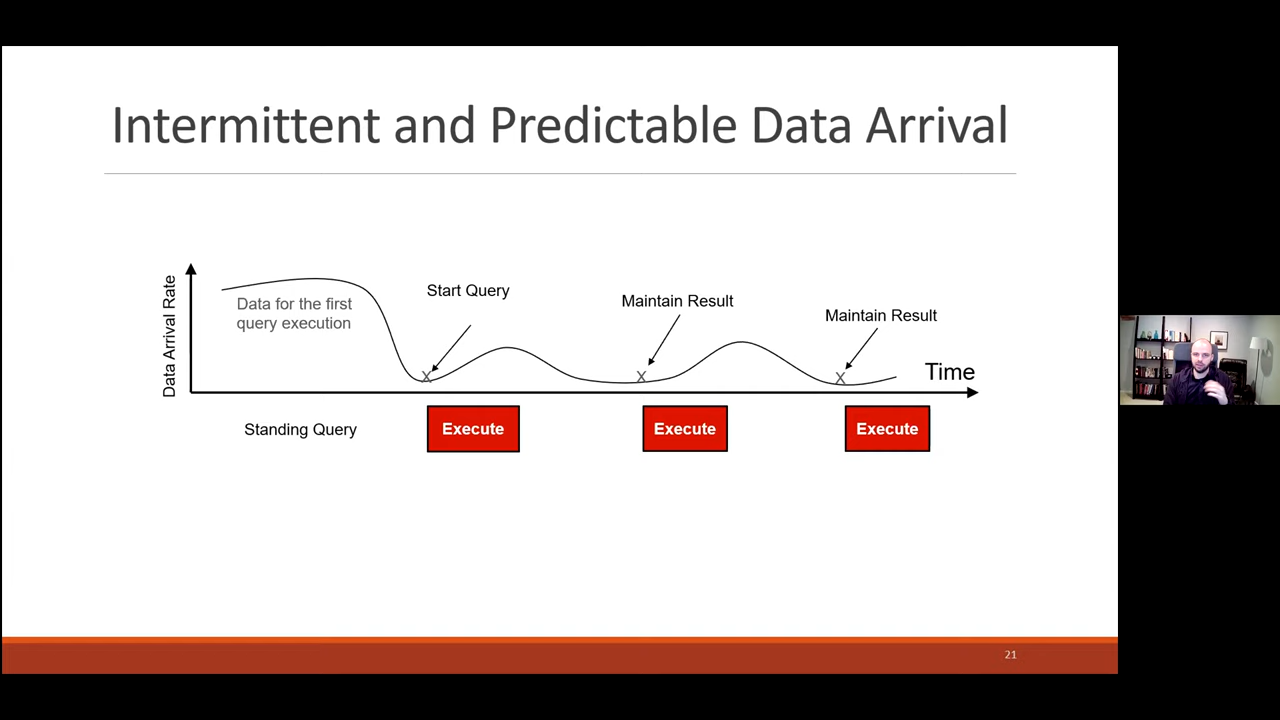 Intermittent and Predictable Data Arrival
Data Arrival Rate
Data for the first
query execution
Start Query
Maintain Result
Maintain Result
X
X
X
Time
Standing Query
Execute
Execute
Execute
21